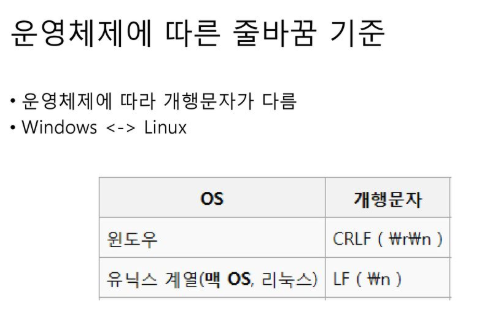 운영체제에 따른 줄바꿈 기준
• 운영체제에 따라 개행문자가 다름
• Windows <-> Linux
OS 개행문자
윈도우 CRLF ( ₩r₩n )
유닉스 계열(맥 OS, 리눅스) LF ( ₩n )